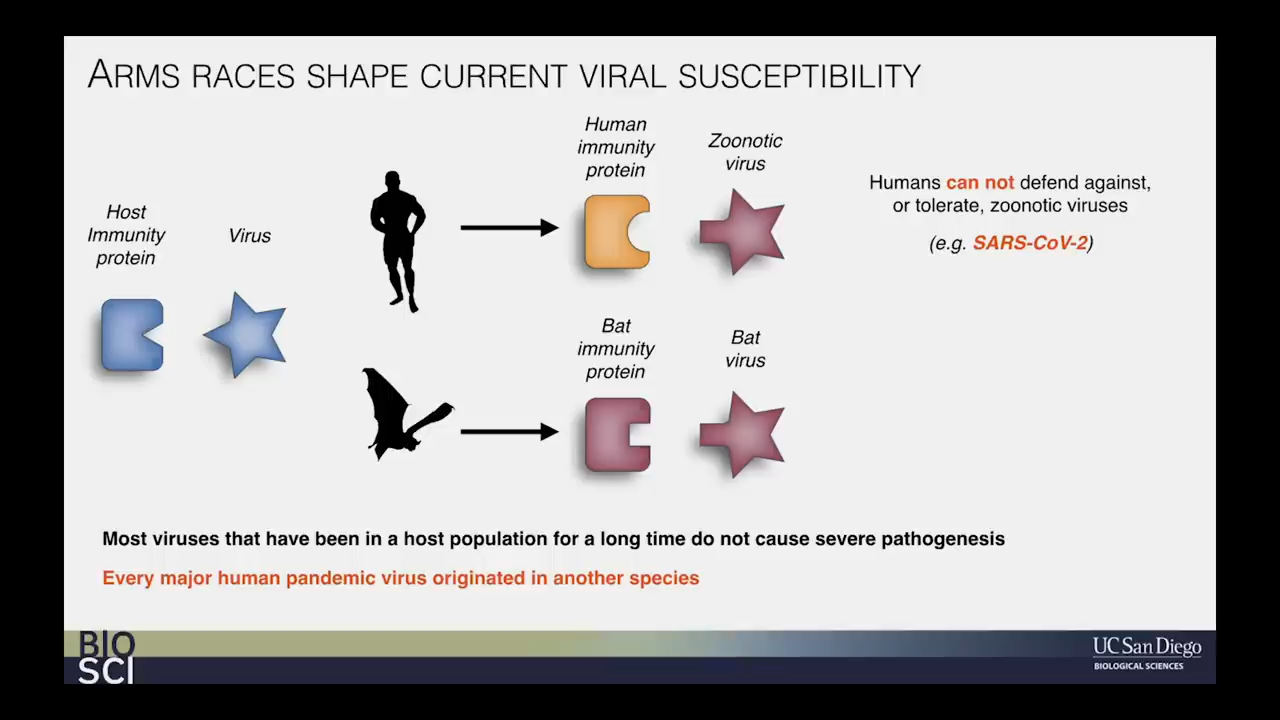 ARMS RACES SHAPE CURRENT VIRAL SUSCEPTIBILITY
Host
Immunity
protein
Virus
Human
immunity
protein
Zoonotic
virus
Humans can not defend against,
or tolerate, zoonotic viruses
(e.g. SARS-CoV-2)
Bat
immunity
protein
Bat
virus
Most viruses that have been in a host population for a long time do not cause severe pathogenesis
Every major human pandemic virus originated in another species
BIO
SCI
UC San Diego
BIOLOGICAL SCIENCES